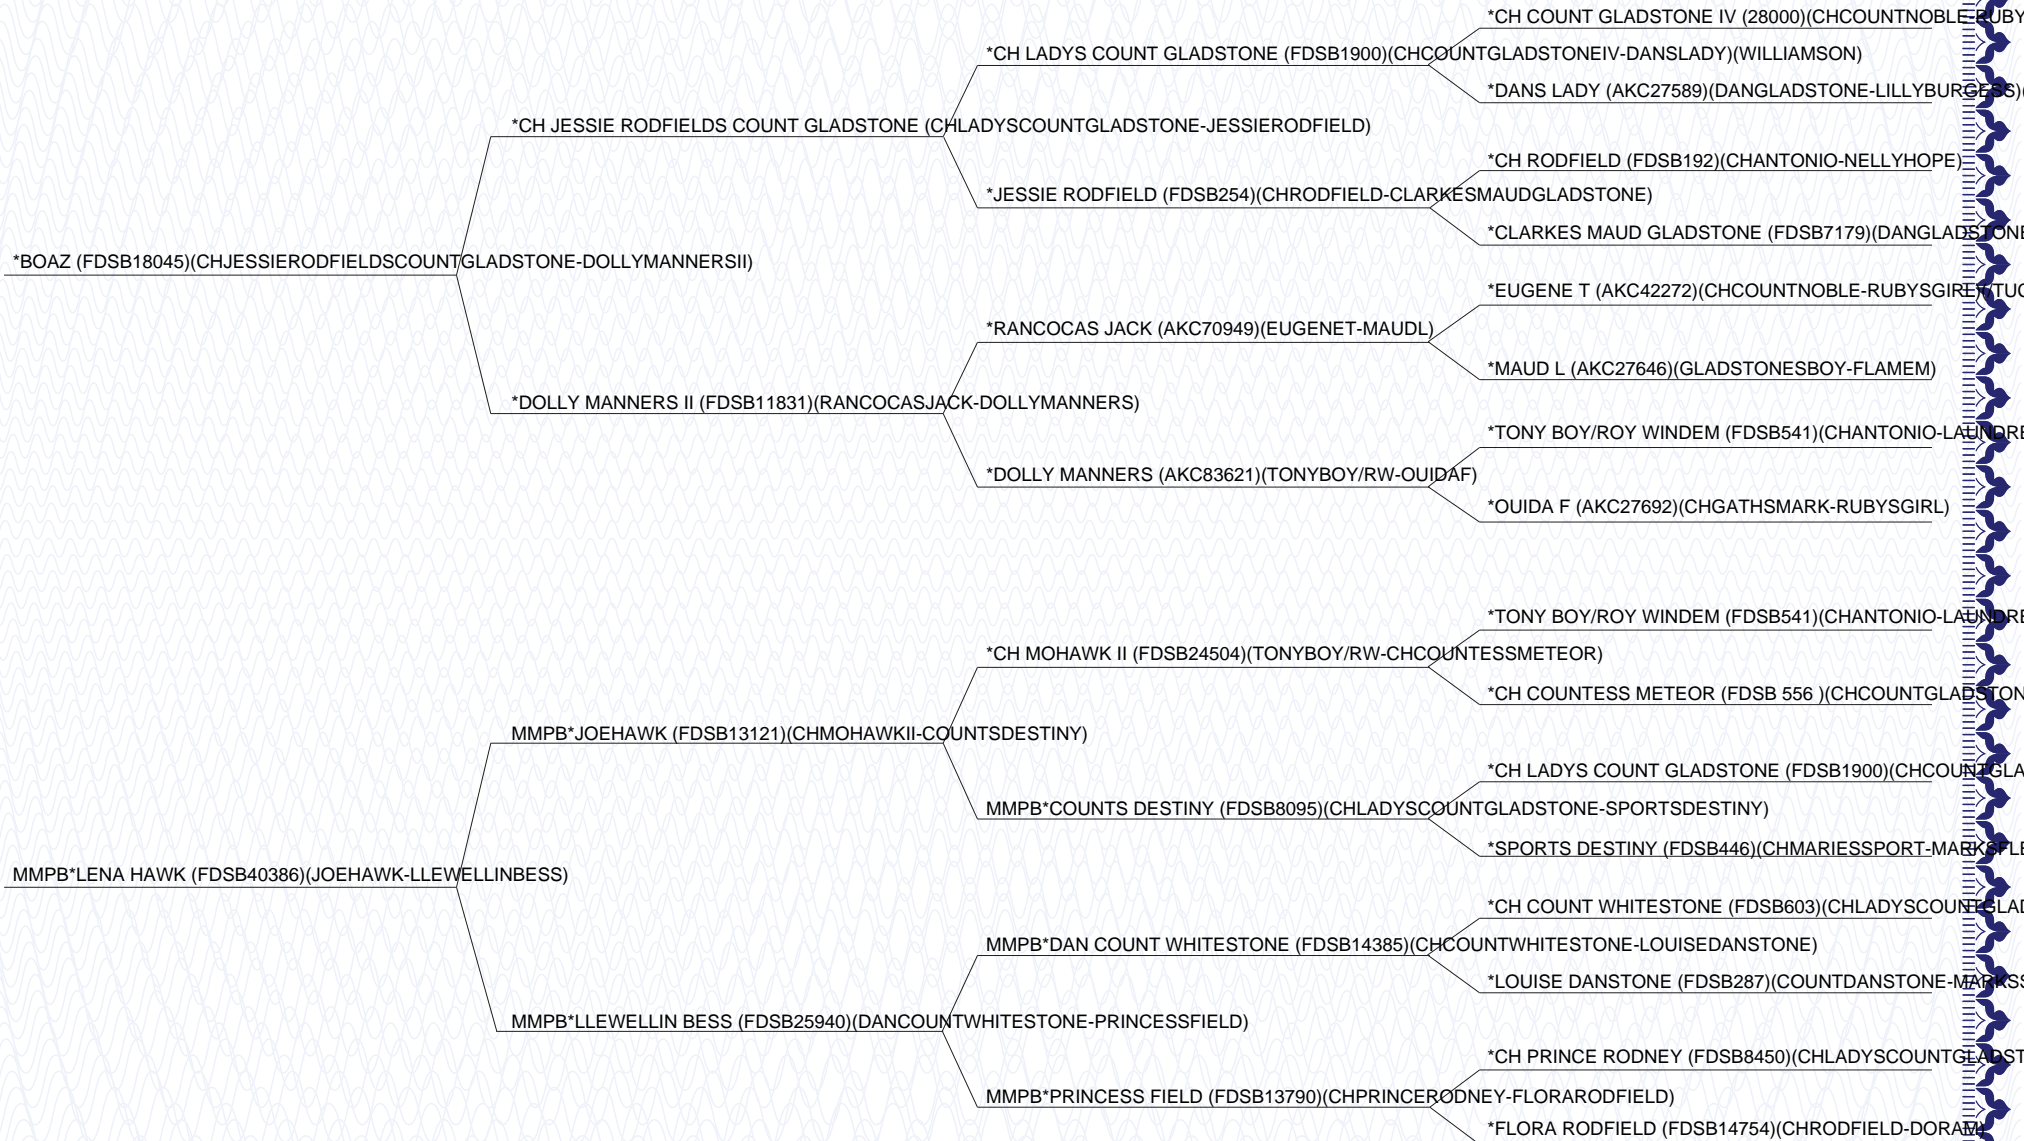 *CH COUNT GLADSTONE IV (28000)(CHCOUNTNOBLE-RUBY
*CH LADYS COUNT GLADSTONE (FDSB1900)(CHCOUNTGLADSTONEIV-DANSLADY)(WILLIAMSON)
*DANS LADY (AKC27589)(DANGLADSTONE-LILLYBURGESS)(
*CH JESSIE RODFIELDS COUNT GLADSTONE (CHLADYSCOUNTGLADSTONE-JESSIERODFIELD)
*CH RODFIELD (FDSB192)(CHANTONIO-NELLYHOPE)
*JESSIE RODFIELD (FDSB254)(CHRODFIELD-CLARKESMAUDGLADSTONE)
*CLARKES MAUD GLADSTONE (FDSB7179)(DANGLADSTONE
*BOAZ (FDSB18045)(CHJESSIERODFIELDSCOUNTGLADSTONE-DOLLYMANNERSII)
*EUGENE T (AKC42272)(CHCOUNTNOBLE-RUBYSGIRL)(TUC
*RANCOCAS JACK (AKC70949)(EUGENET-MAUDL)
*MAUD L (AKC27646)(GLADSTONESBOY-FLAMEM)
*DOLLY MANNERS II (FDSB11831)(RANCOCASJACK-DOLLYMANNERS)
*TONY BOY/ROY WINDEM (FDSB541)(CHANTONIO-LAUNDRE
*DOLLY MANNERS (AKC83621)(TONYBOY/RW-OUIDAF)
*OUIDA F (AKC27692)(CHGATHSMARK-RUBYSGIRL)
*TONY BOY/ROY WINDEM (FDSB541)(CHANTONIO-LAUNDRE
*CH MOHAWK II (FDSB24504)(TONYBOY/RW-CHCOUNTESSMETEOR)
*CH COUNTESS METEOR (FDSB 556 )(CHCOUNTGLADSTON
MMPB*JOEHAWK (FDSB13121)(CHMOHAWKII-COUNTSDESTINY)
*CH LADYS COUNT GLADSTONE (FDSB1900)(CHCOUNTGLA
MMPB*COUNTS DESTINY (FDSB8095)(CHLADYSCOUNTGLADSTONE-SPORTSDESTINY)
*SPORTS DESTINY (FDSB446)(CHMARIESSPORT-MARKSFLE
MMPB*LENA HAWK (FDSB40386)(JOEHAWK-LLEWELLINBESS)
*CH COUNT WHITESTONE (FDSB603)(CHLADYSCOUNTGLAD
MMPB*DAN COUNT WHITESTONE (FDSB14385)(CHCOUNTWHITESTONE-LOUISEDANSTONE)
*LOUISE DANSTONE (FDSB287)(COUNTDANSTONE-MARKSS
MMPB*LLEWELLIN BESS (FDSB25940)(DANCOUNTWHITESTONE-PRINCESSFIELD)
*CH PRINCE RODNEY (FDSB8450)(CHLADYSCOUNTGLADST
MMPB*PRINCESS FIELD (FDSB13790)(CHPRINCERODNEY-FLORARODFIELD)
*FLORA RODFIELD (FDSB14754)(CHRODFIELD-DORAM)